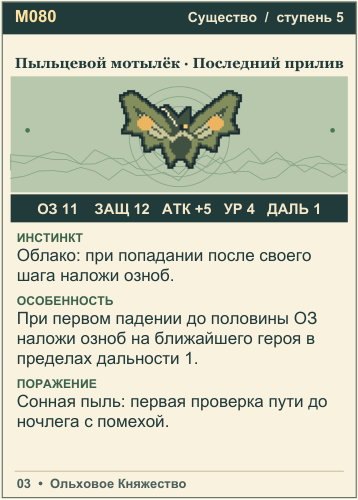 M080
Существо / ступень 5
Пыльцевой мотылёк · Последний прилив
ОЗ 11 ЗАЩ 12 АТК +5 УР 4 ДАЛЬ 1
ИНСТИНКТ
Облако: при попадании после своего
шага наложи озноб.
ОСОБЕННОСТЬ
При первом падении до половины ОЗ
наложи озноб на ближайшего героя в
пределах дальности 1.
ПОРАЖЕНИЕ
Сонная пыль: первая проверка пути до
ночлега с помехой.
03 • Ольховое Княжество